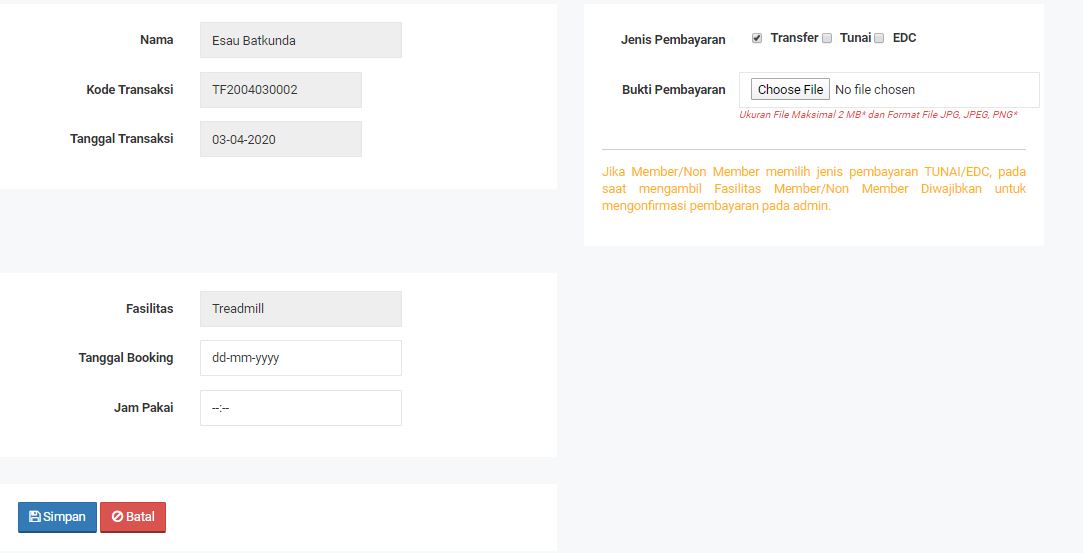 Nama Esau Batkunda
Kode Transaksi TF2004030002
Tanggal Transaksi 03-04-2020
Jenis Pembayaran Transfer Tunai EDC
Bukti Pembayaran Choose File No file chosen
Ukuran File Maksimal 2 MB* dan Format File JPG, JPEG, PNG*
Jika Member/Non Member memilih jenis pembayaran TUNAI/EDC, pada
saat mengambil Fasilitas Member/Non Member Diwajibkan untuk
mengonfirmasi pembayaran pada admin.
Fasilitas Treadmill
Tanggal Booking dd-mm-yyyy
Jam Pakai --:--
Simpan Batal